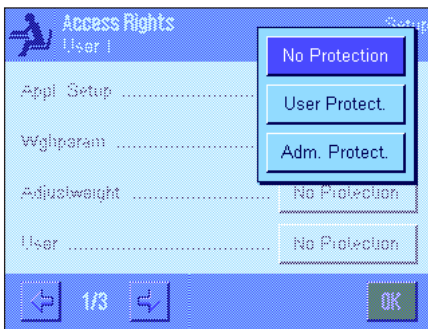 Access Rights
User 1
Setup
No Protection
User Protect.
Adm. Protect.
Appl. Setup ......................
Wghparam ........................
Adjustweight ...................... No Protection
User ................................ No Protection
1/3
OK